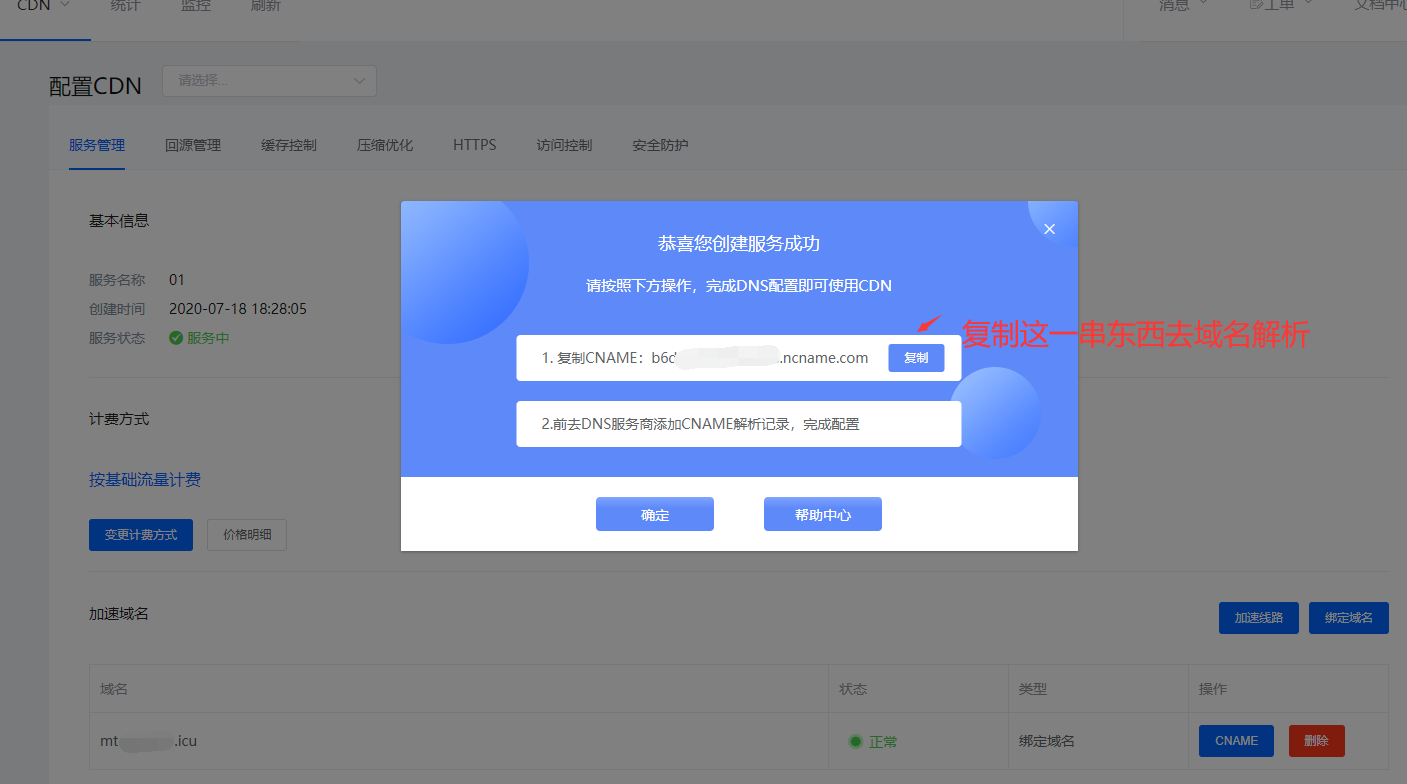 CDN 统计 监控 刷新 消息 工单 文档中心
配置CDN 请选择...
服务管理 回源管理 缓存控制 压缩优化 HTTPS 访问控制 安全防护
基本信息
服务名称 01
创建时间 2020-07-18 18:28:05
服务状态 服务中
恭喜您创建服务成功
请按照下方操作，完成DNS配置即可使用CDN
复制这一串东西去域名解析
1. 复制CNAME：b6 .ncname.com 复制
2.前去DNS服务商添加CNAME解析记录，完成配置
确定 帮助中心
计费方式
按基础流量计费
变更计费方式 价格明细
加速域名 加速线路 绑定域名
域名 状态 类型 操作
mt .icu 正常 绑定域名 CNAME 删除